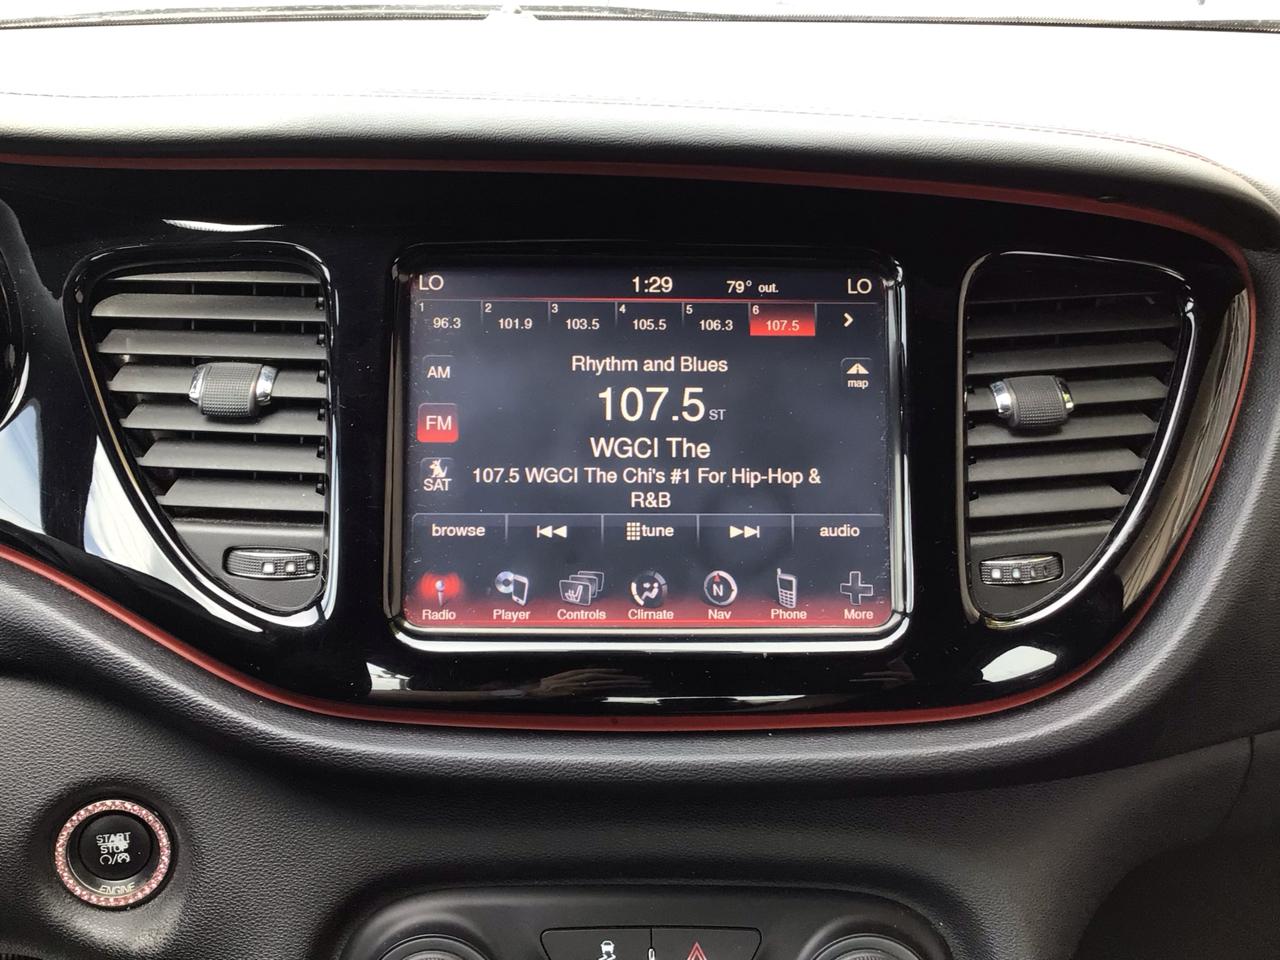 LO 1:29 79° out. LO
1 96.3 2 101.9 3 103.5 4 105.5 5 106.3 6 107.5
AM
FM
SAT
Rhythm and Blues
107.5 ST
WGCI The
107.5 WGCI The Chi's #1 For Hip-Hop &
R&B
map
browse tune audio
Radio Player Controls Climate N Nav Phone More
START
STOP
ENGINE